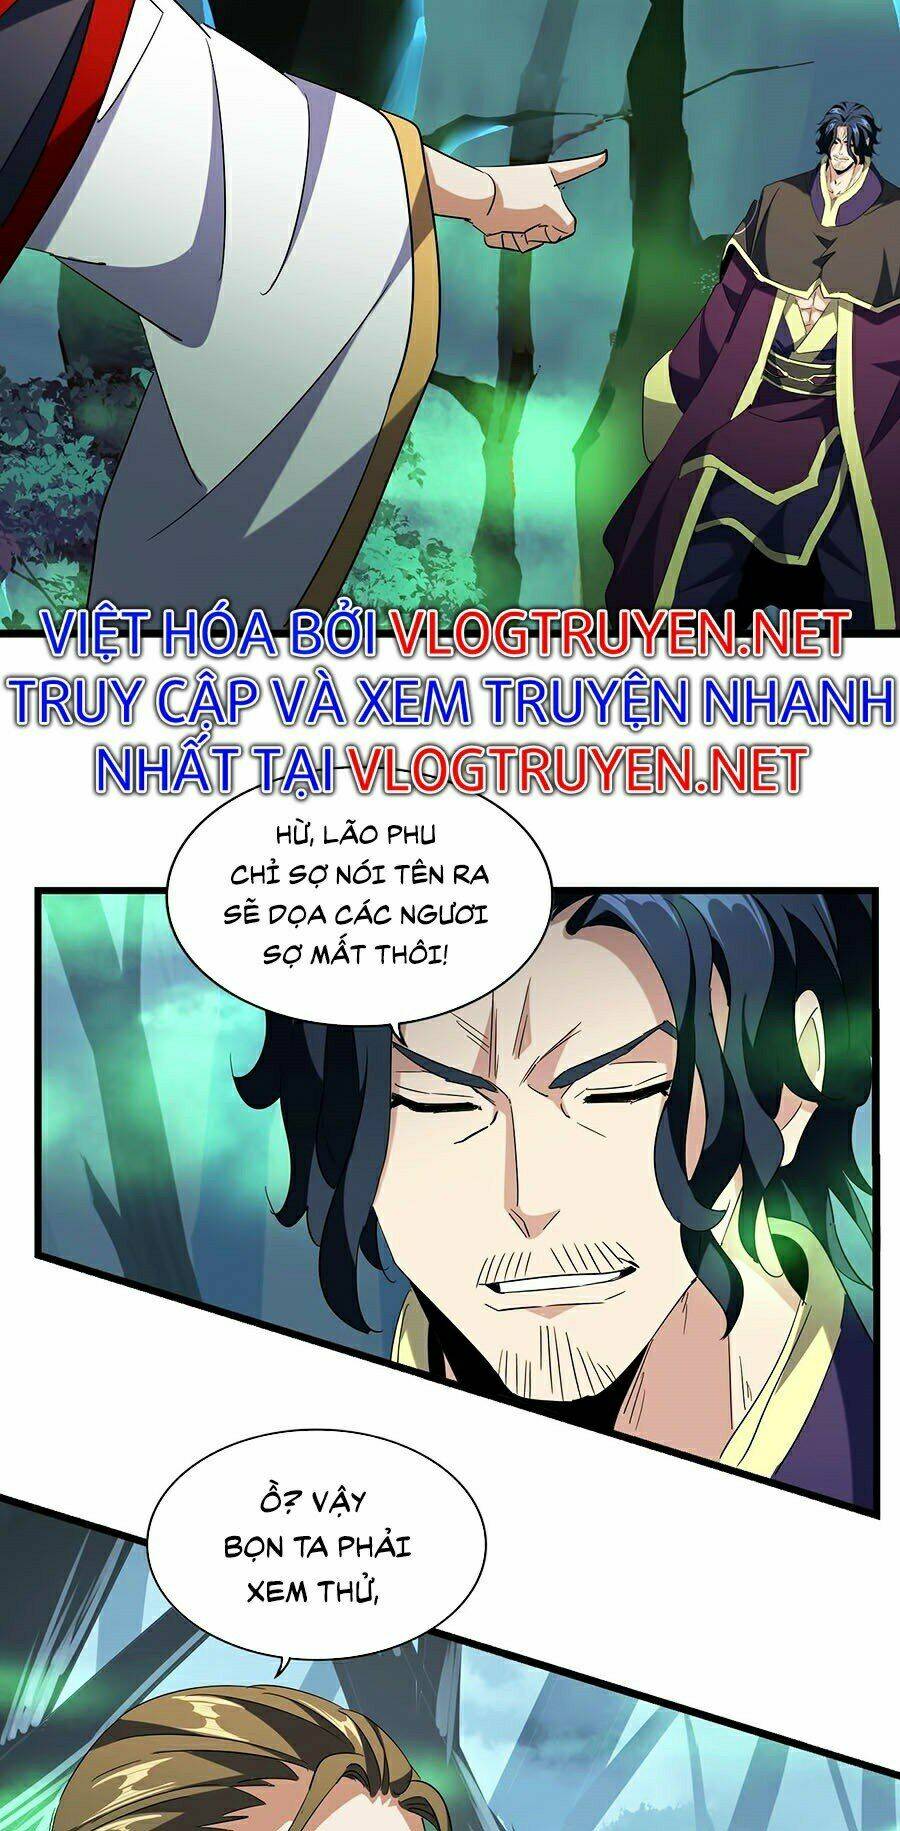 VIỆT HÓA BỞI VLOGTRUYEN.NET
TRUY CẬP VÀ XEM TRUYỆN NHANH
NHẤT TẠI VLOGTRUYEN.NET
HỪ, LÃO PHU
CHỈ SỢ NÓI TÊN RA
SẼ DỌA CÁC NGƯƠI
SỢ MẤT THÔI!
Ồ? VẬY
BỌN TA PHẢI
XEM THỬ,